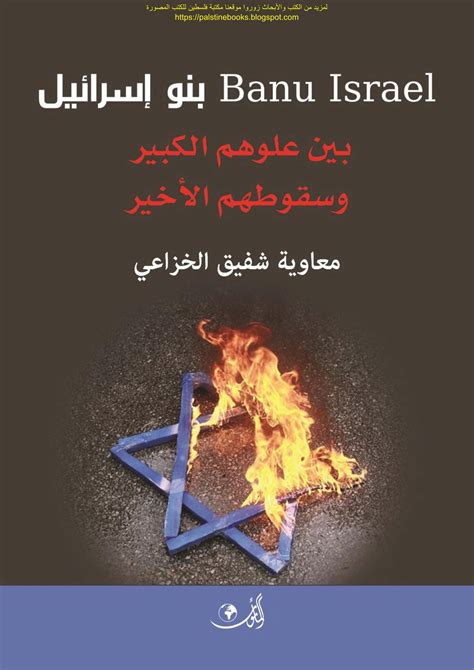 لمزيد من الكتب والأبحاث زوروا موقعنا مكتبة فلسطين للكتب المصورة
https://palstinebooks.blogspot.com
بنو إسرائيل Banu Israel
بين علوهم الكبير
وسقوطهم الأخير
معاوية شفيق الخزاعي